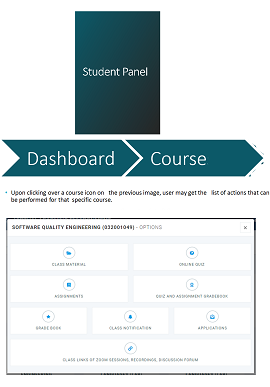 Student Panel
Dashboard
Course
• Upon clicking over a course icon on the previous image, user may get the list of actions that can
be performed for that specific course.
SOFTWARE QUALITY ENGINEERING (032001049) - OPTIONS
×
CLASS MATERIAL
ONLINE QUIZ
ASSIGNMENTS
QUIZ AND ASSIGNMENT GRADEBOOK
GRADE BOOK
CLASS NOTIFICATION
APPLICATIONS
CLASS LINKS OF ZOOM SESSIONS, RECORDINGS, DISCUSSION FORUM